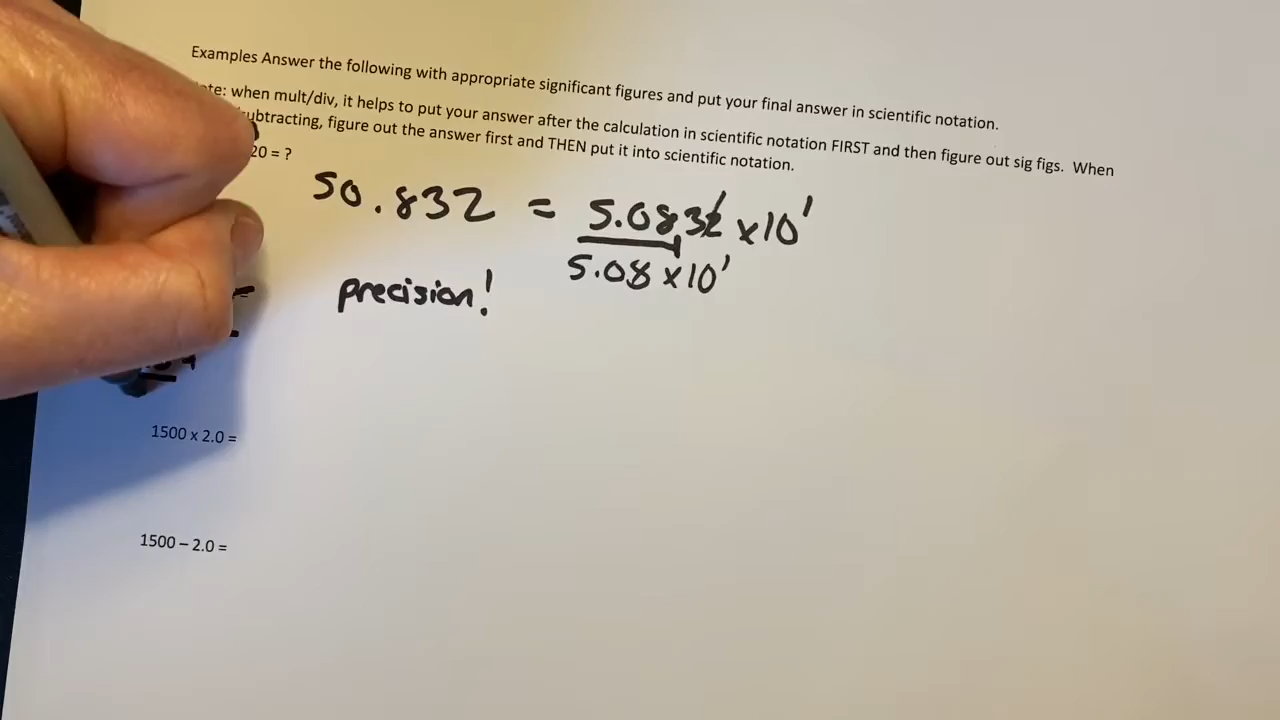 Examples Answer the following with appropriate significant figures and put your final answer in scientific notation.
when mult/div, it helps to put your answer after the calculation in scientific notation FIRST and then figure out sig figs. When
figure out the answer first and THEN put it into scientific notation.
20 = ?
50.832 = 5.0832 x10¹
5.08 x10¹
precision!
1500 x 2.0 =
1500 – 2.0 =